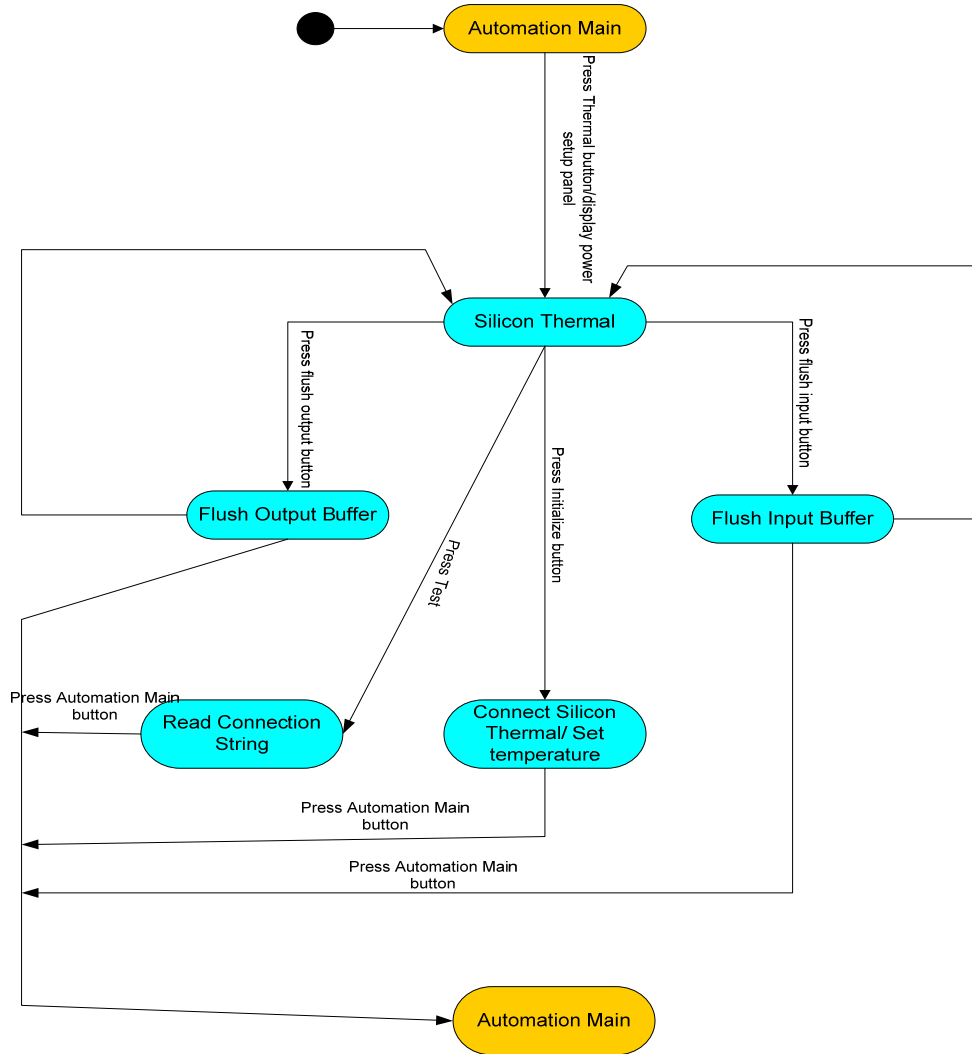 Automation Main
Press Thermal button/display power
setup panel
Silicon Thermal
Press flush output button
Press flush input button
Press Initialize button
Press Test
Flush Output Buffer
Flush Input Buffer
Press Automation Main
button
Read Connection
String
Connect Silicon
Thermal/ Set
temperature
Press Automation Main
button
Press Automation Main
button
Automation Main